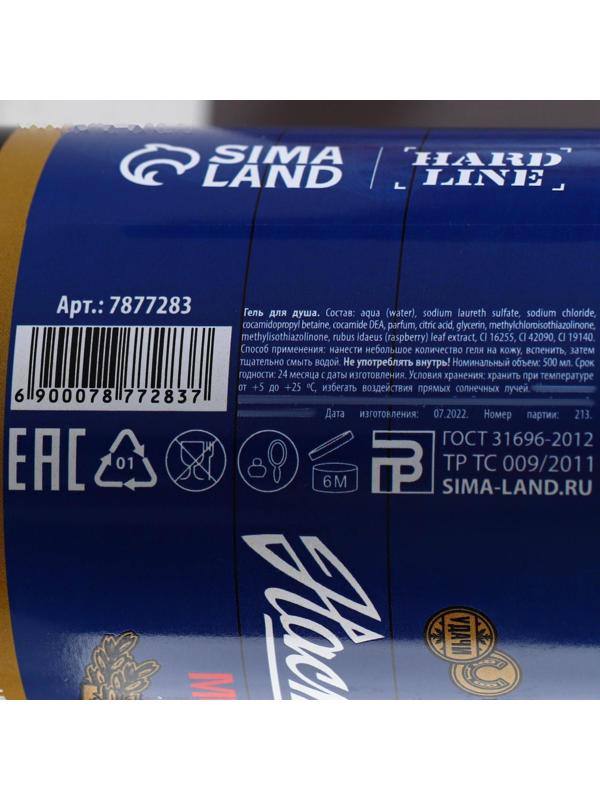 SIMA LAND
HARD LINE
Арт.: 7877283
6 900078 772837
Гель для душа. Состав: aqua (water), sodium laureth sulfate, sodium chloride,
cocamidopropyl betaine, cocamide DEA, parfum, citric acid, glycerin, methylchloroisothiazolinone,
methylisothiazolinone, rubus idaeus (raspberry) leaf extract, CI 16255, CI 42090, CI 19140.
Способ применения: нанести небольшое количество геля на кожу, вспенить, затем
тщательно смыть водой. Не употреблять внутрь! Номинальный объем: 500 мл. Срок
годности: 24 месяца с даты изготовления. Условия хранения: хранить при температуре
от +5 до +25 °С, избегать воздействия прямых солнечных лучей.
Дата изготовления: 07.2022. Номер партии: 213.
EAC
01
6 M
ГОСТ 31696-2012
ТР ТС 009/2011
SIMA-LAND.RU
УДАЧИ